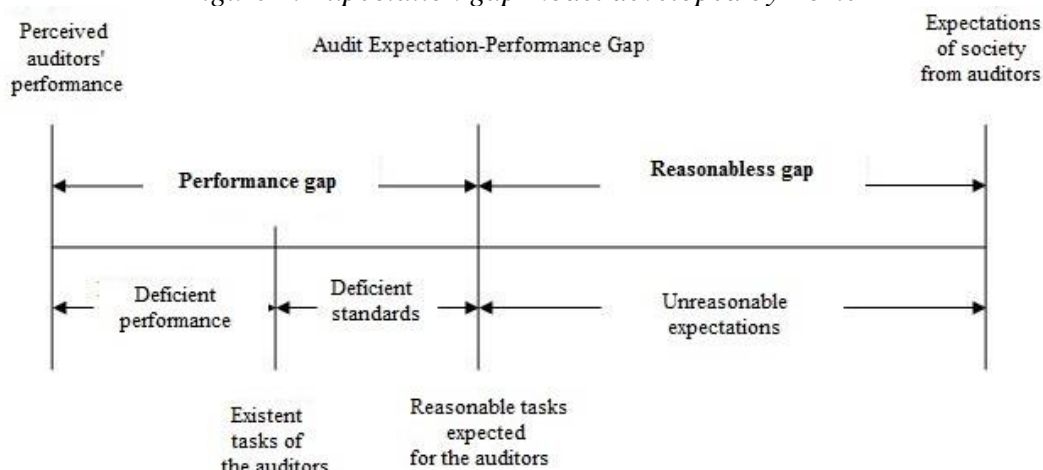 Perceived
auditors'
performance
Audit Expectation-Performance Gap
Expectations
of society
from auditors
Performance gap
Reasonabless gap
Deficient
performance
Deficient
standards
Unreasonable
expectations
Existent
tasks of
the auditors
Reasonable tasks
expected
for the auditors